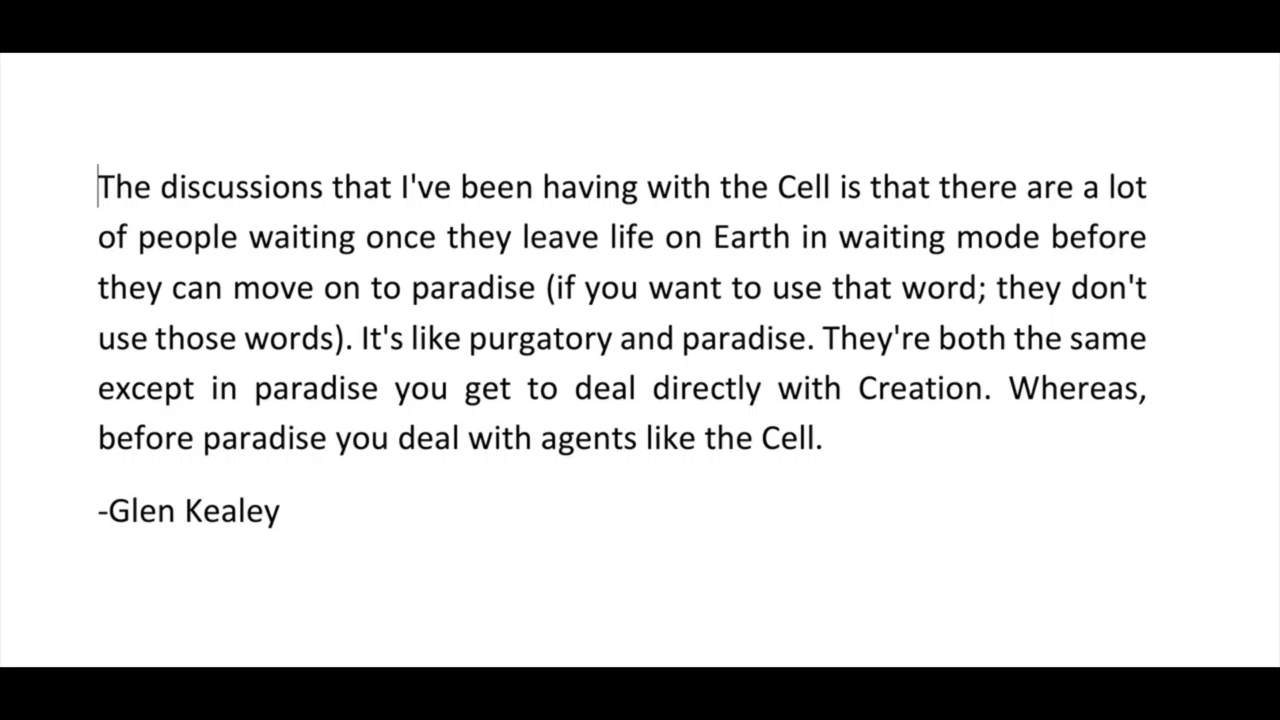 The discussions that I've been having with the Cell is that there are a lot
of people waiting once they leave life on Earth in waiting mode before
they can move on to paradise (if you want to use that word; they don't
use those words). It's like purgatory and paradise. They're both the same
except in paradise you get to deal directly with Creation. Whereas,
before paradise you deal with agents like the Cell.
-Glen Kealey